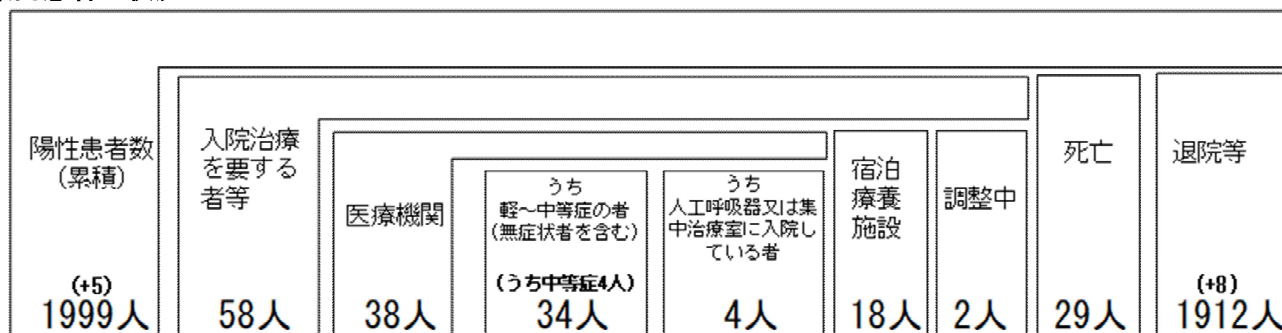 陽性患者数
(累積)
(+5)
1999人
入院治療
を要する
者等
58人
医療機関
38人
うち
軽～中等症の者
(無症状者を含む)
(うち中等症4人)
34人
うち
人工呼吸器又は集
中治療室に入院し
ている者
4人
宿泊
療養
施設
18人
調整中
2人
死亡
29人
退院等
(+8)
1912人